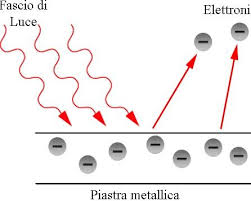 Fascio di
Luce
Elettroni
Piastra metallica